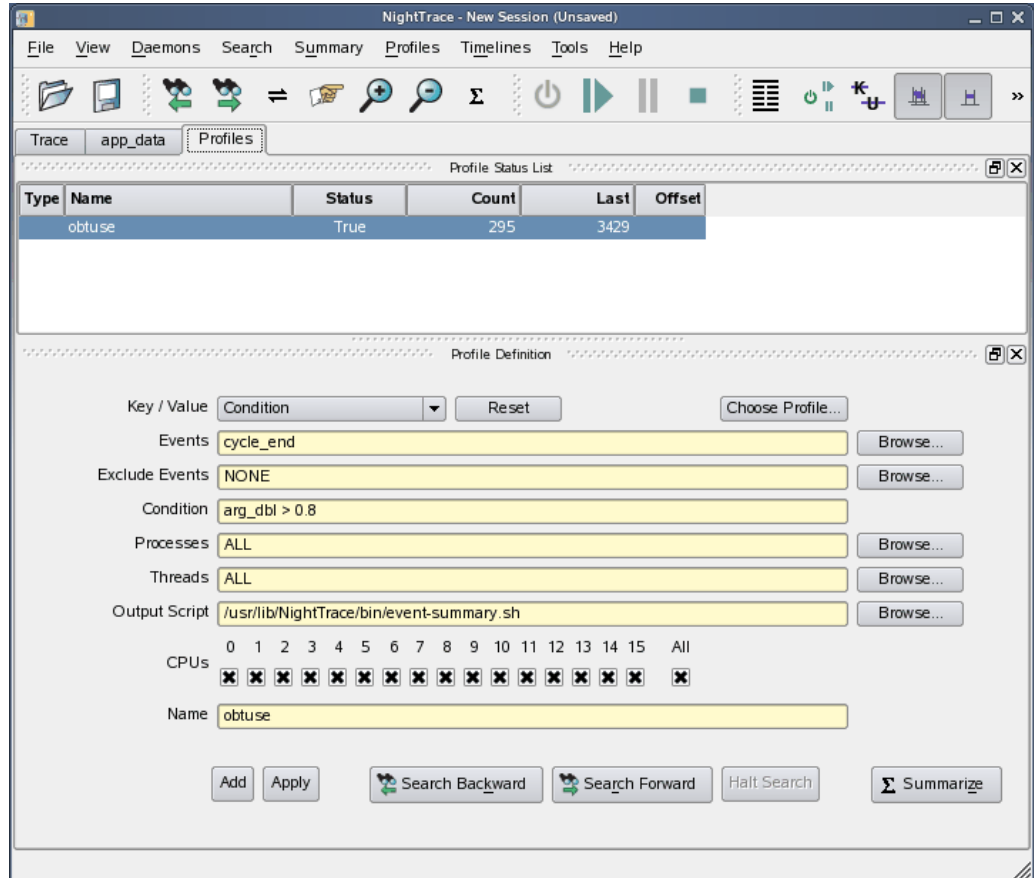 NightTrace - New Session (Unsaved)
File View Daemons Search Summary Profiles Timelines Tools Help
Σ K U »
Trace app_data Profiles
Profile Status List
Type Name Status Count Last Offset
obtuse True 295 3429
Profile Definition
Key / Value Condition Reset Choose Profile...
Events cycle_end Browse...
Exclude Events NONE Browse...
Condition arg_dbl > 0.8
Processes ALL Browse...
Threads ALL Browse...
Output Script /usr/lib/NightTrace/bin/event-summary.sh Browse...
0 1 2 3 4 5 6 7 8 9 10 11 12 13 14 15 All
CPUs
Name obtuse
Add Apply Search Backward Search Forward Halt Search Σ Summarize